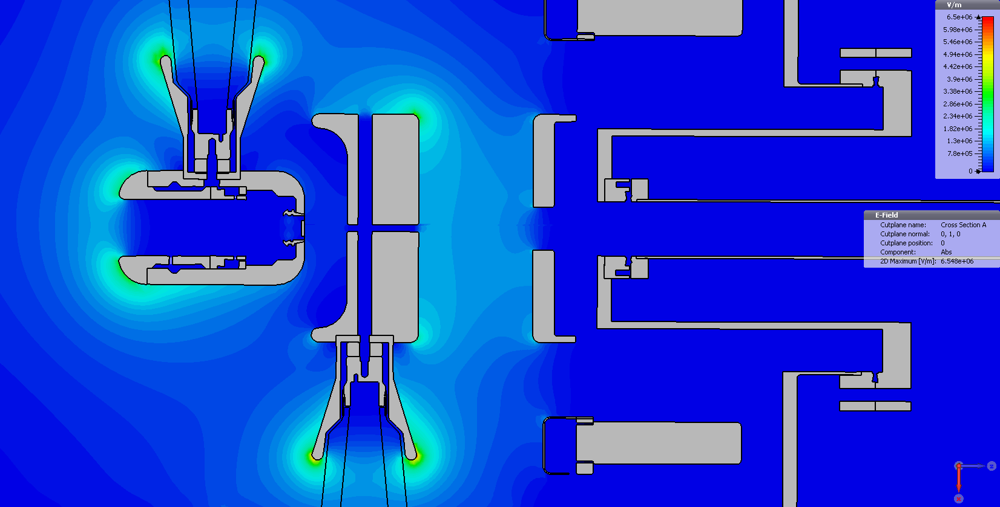 V/m
6.5e+06
5.98e+06
5.46e+06
4.94e+06
4.42e+06
3.9e+06
3.38e+06
2.86e+06
2.34e+06
1.82e+06
1.3e+06
7.8e+05
0
E-Field
Cutplane name: Cross Section A
Cutplane normal: 0, 1, 0
Cutplane position: 0
Component: Abs
2D Maximum [V/m]: 6.548e+06
z
x